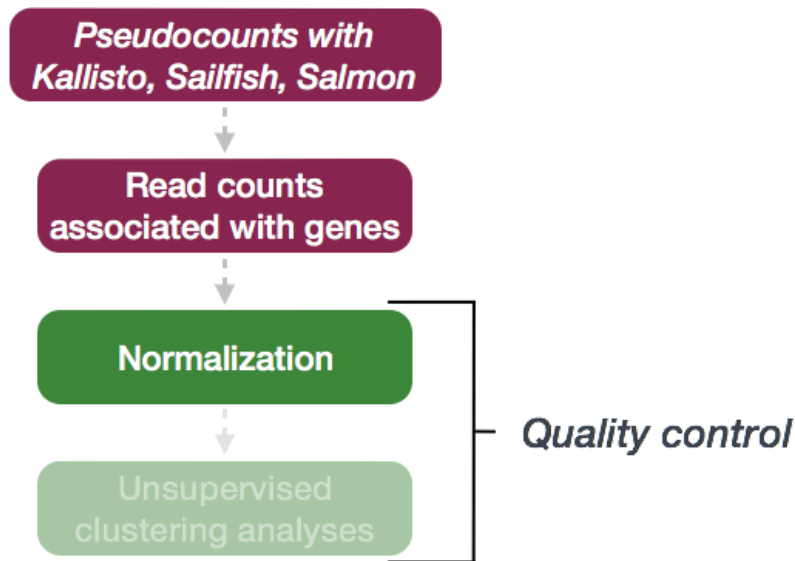 Pseudocounts with
Kallisto, Sailfish, Salmon
Read counts
associated with genes
Normalization
Quality control
Unsupervised
clustering analyses